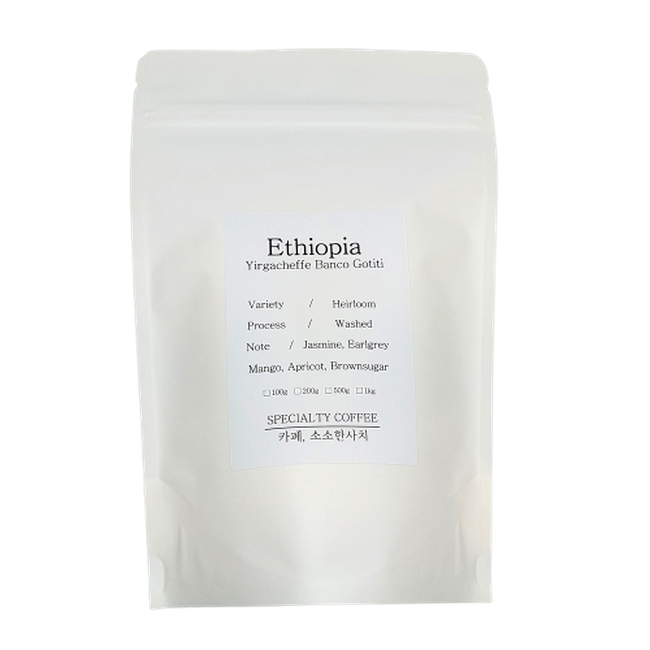 Ethiopia
Yirgacheffe Banco Gotiti
Variety / Heirloom
Process / Washed
Note / Jasmine, Earlgrey
Mango, Apricot, Brownsugar
□100g □200g □500g □1kg
SPECIALTY COFFEE
카페, 소소한사치